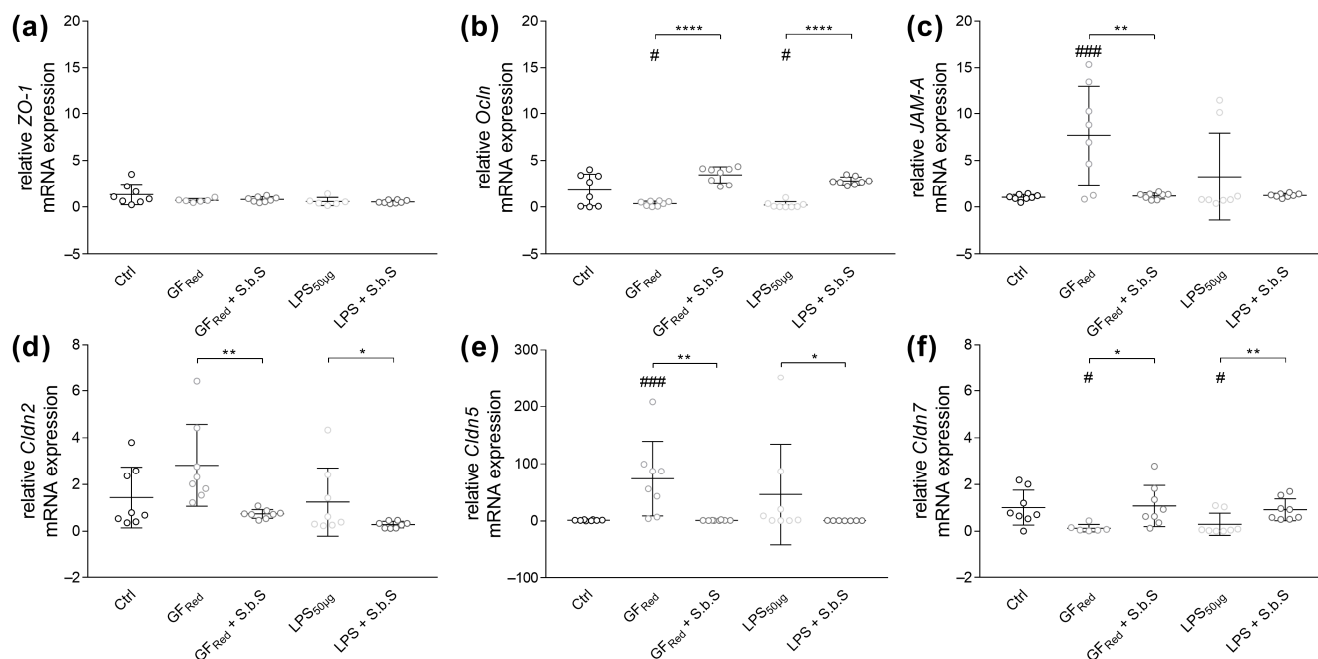 (a)
relative ZO-1
mRNA expression
20
15
10
5
0
–5
Ctrl
GFRed
GFRed + S.b.S
LPS50µg
LPS + S.b.S
(b)
relative Ocln
mRNA expression
20
15
10
5
0
–5
#
****
#
****
Ctrl
GFRed
GFRed + S.b.S
LPS50µg
LPS + S.b.S
(c)
relative JAM-A
mRNA expression
20
15
10
5
0
–5
###
**
Ctrl
GFRed
GFRed + S.b.S
LPS50µg
LPS + S.b.S
(d)
relative Cldn2
mRNA expression
8
6
4
2
0
–2
**
*
Ctrl
GFRed
GFRed + S.b.S
LPS50µg
LPS + S.b.S
(e)
relative Cldn5
mRNA expression
300
200
100
0
–100
###
**
*
Ctrl
GFRed
GFRed + S.b.S
LPS50µg
LPS + S.b.S
(f)
relative Cldn7
mRNA expression
8
6
4
2
0
–2
#
*
#
**
Ctrl
GFRed
GFRed + S.b.S
LPS50µg
LPS + S.b.S